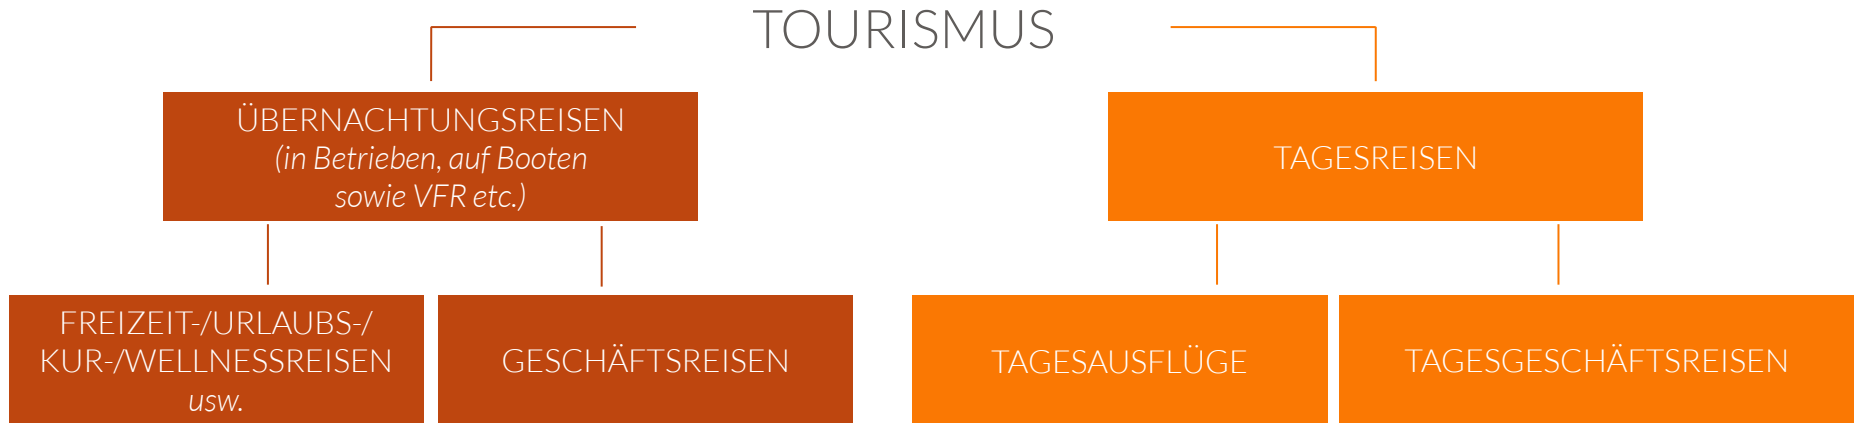 TOURISMUS
ÜBERNACHTUNGSREISEN
(in Betrieben, auf Booten
sowie VFR etc.)
TAGESREISEN
FREIZEIT-/URLAUBS-/
KUR-/WELLNESSREISEN
usw.
GESCHÄFTSREISEN
TAGESAUSFLÜGE
TAGESGESCHÄFTSREISEN